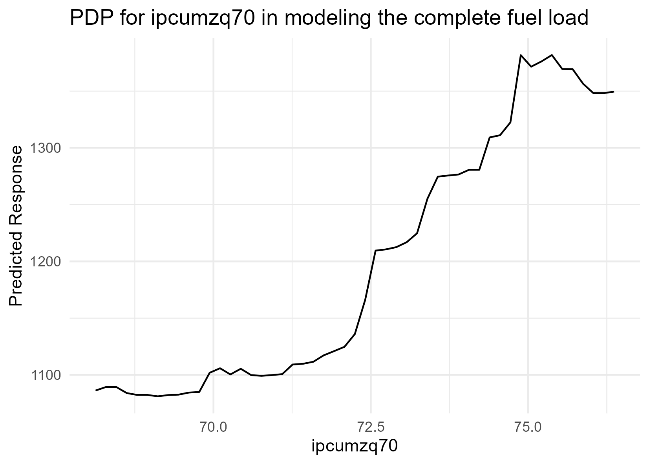 PDP for ipcumzq70 in modeling the complete fuel load
Predicted Response
1300
1200
1100
70.0 72.5 75.0
ipcumzq70